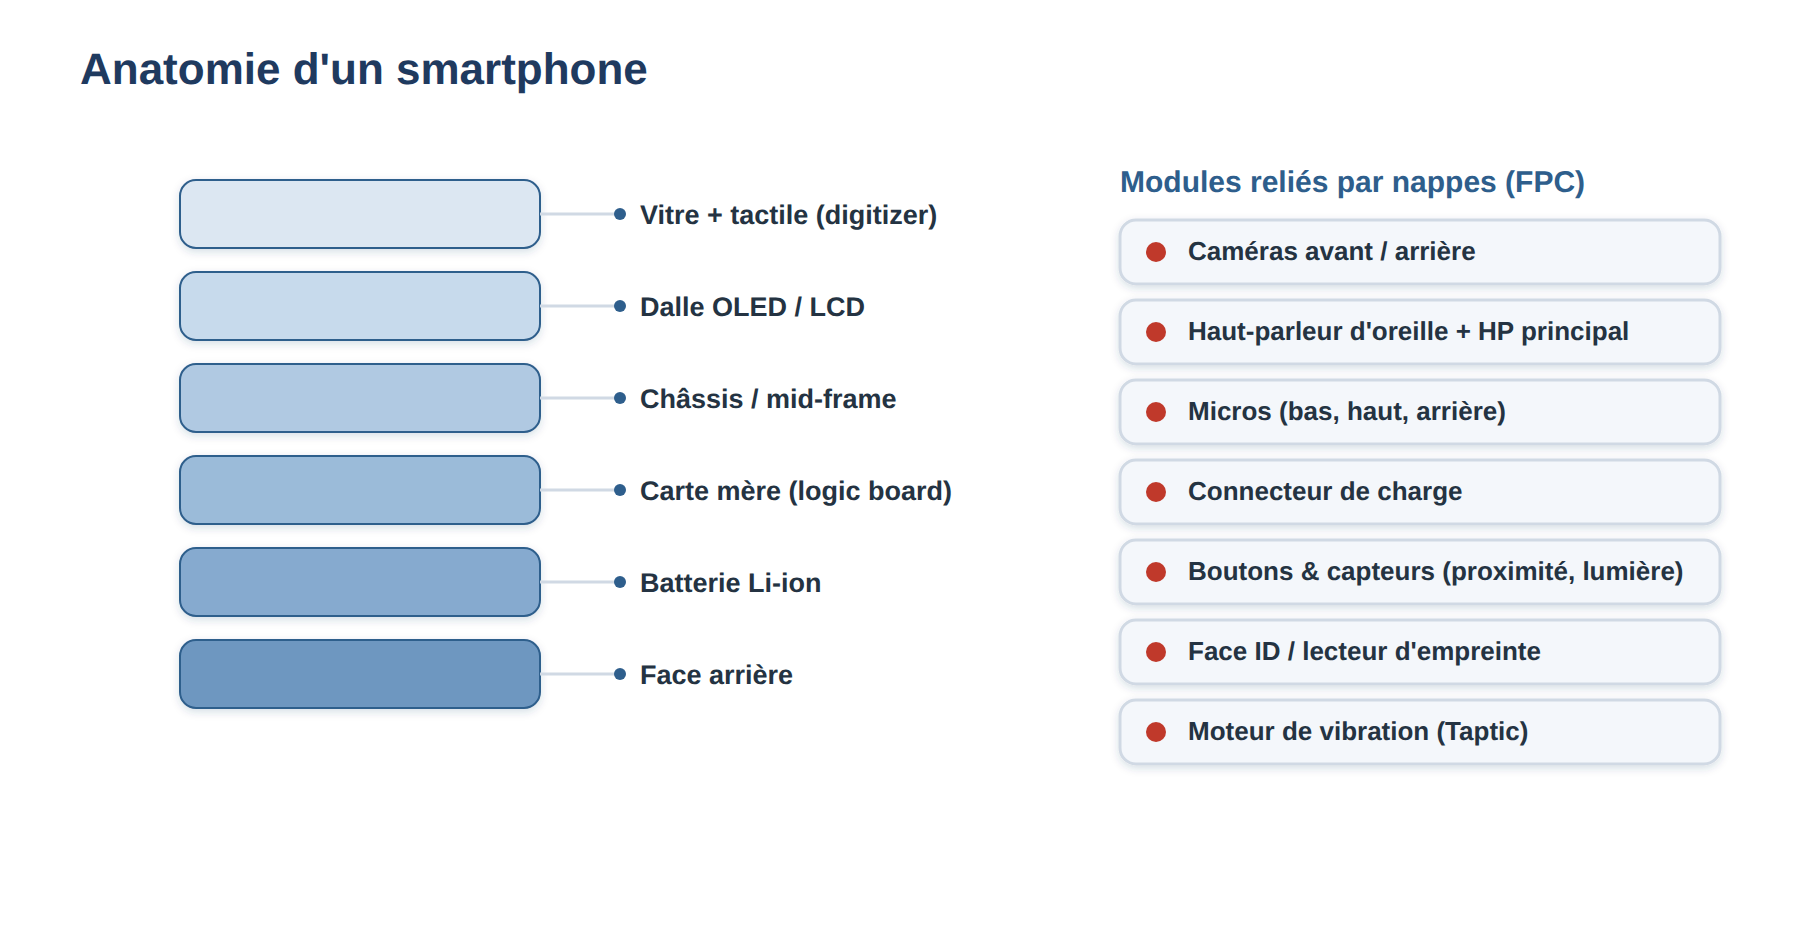 Anatomie d'un smartphone
Vitre + tactile (digitizer)
Dalle OLED / LCD
Châssis / mid-frame
Carte mère (logic board)
Batterie Li-ion
Face arrière
Modules reliés par nappes (FPC)
Caméras avant / arrière
Haut-parleur d'oreille + HP principal
Micros (bas, haut, arrière)
Connecteur de charge
Boutons & capteurs (proximité, lumière)
Face ID / lecteur d'empreinte
Moteur de vibration (Taptic)